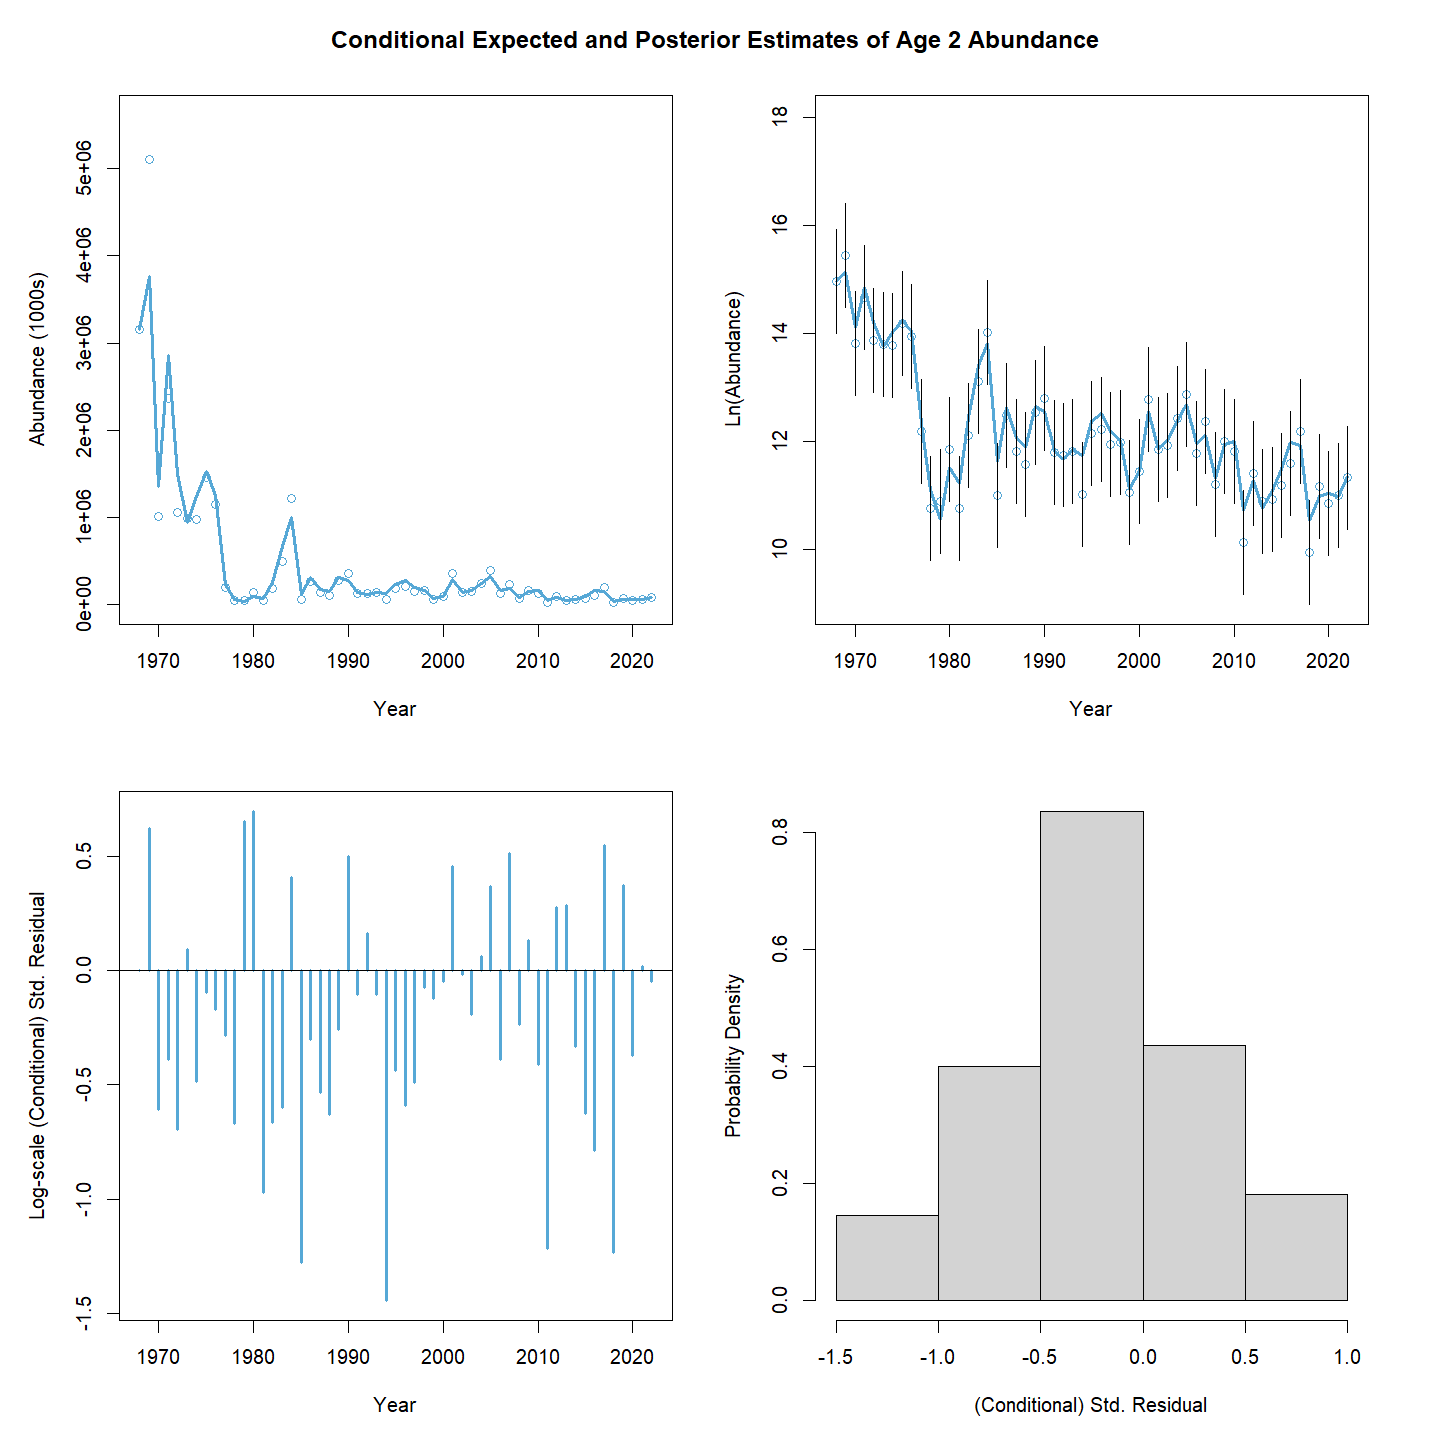 Conditional Expected and Posterior Estimates of Age 2 Abundance
Abundance (1000s)
0e+00 1e+06 2e+06 3e+06 4e+06 5e+06
1970 1980 1990 2000 2010 2020
Year
Ln(Abundance)
10 12 14 16 18
1970 1980 1990 2000 2010 2020
Year
Log-scale (Conditional) Std. Residual
-1.5 -1.0 -0.5 0.0 0.5
1970 1980 1990 2000 2010 2020
Year
Probability Density
0.0 0.2 0.4 0.6 0.8
-1.5 -1.0 -0.5 0.0 0.5 1.0
(Conditional) Std. Residual